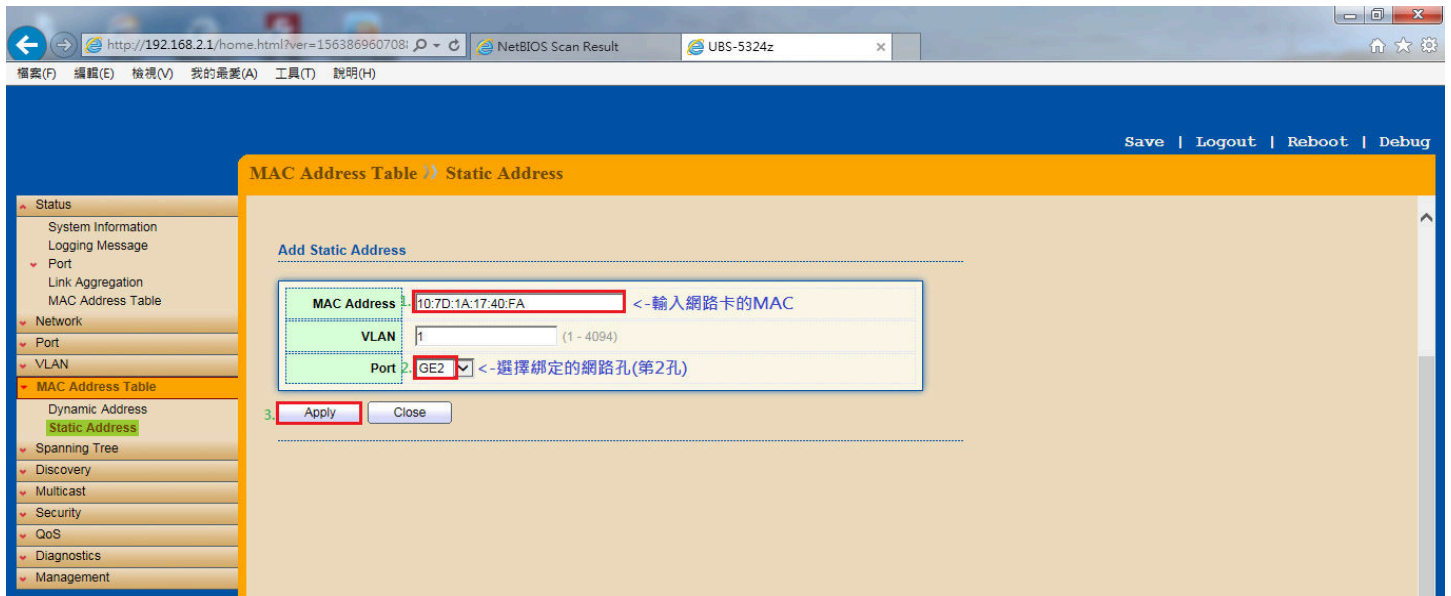 http://192.168.2.1/home.html?ver=156386960708
NetBIOS Scan Result
UBS-5324z
檔案(F) 編輯(E) 檢視(V) 我的最愛(A) 工具(T) 說明(H)
Save | Logout | Reboot | Debug
MAC Address Table 》 Static Address
Status
System Information
Logging Message
Port
Link Aggregation
MAC Address Table
Network
Port
VLAN
MAC Address Table
Dynamic Address
Static Address
Spanning Tree
Discovery
Multicast
Security
QoS
Diagnostics
Management
Add Static Address
MAC Address 1. 10:7D:1A:17:40:FA <-輸入網路卡的MAC
VLAN 1 (1 - 4094)
Port 2. GE2 <-選擇綁定的網路孔(第2孔)
3. Apply Close